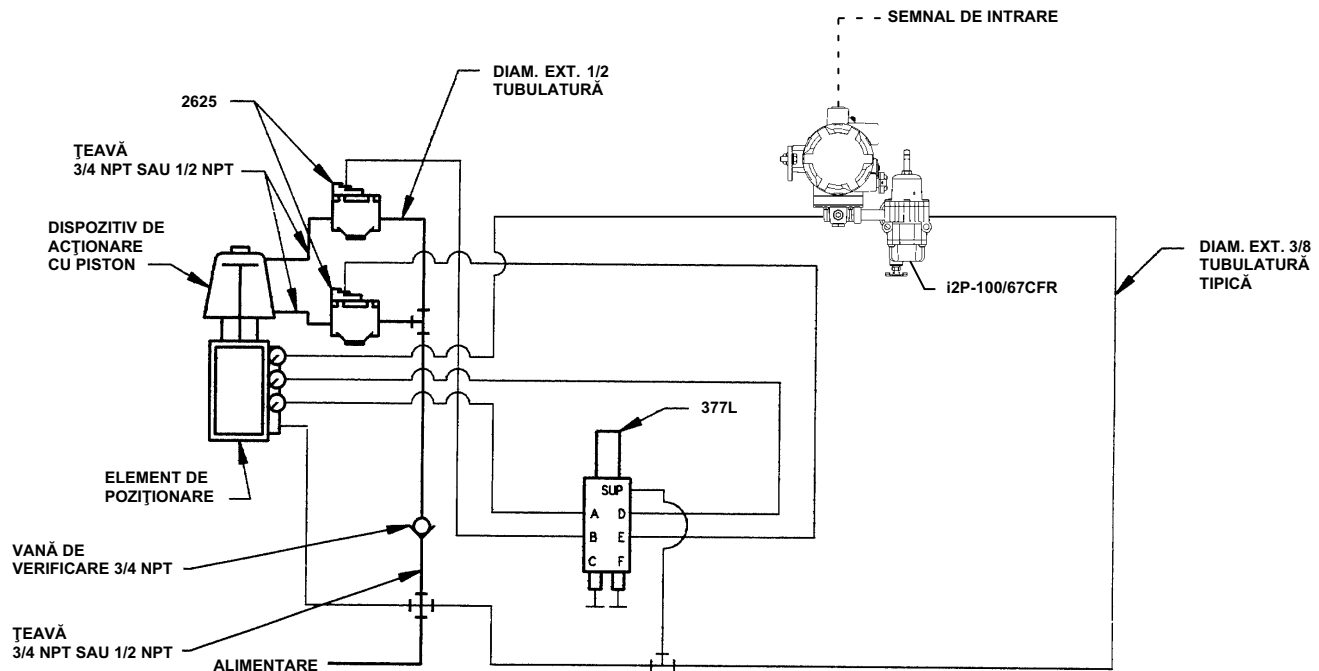 SEMNAL DE INTRARE
DIAM. EXT. 1/2
TUBULATURĂ
2625
ŢEAVĂ
3/4 NPT SAU 1/2 NPT
DISPOZITIV DE
ACŢIONARE
CU PISTON
DIAM. EXT. 3/8
TUBULATURĂ
TIPICĂ
i2P-100/67CFR
377L
ELEMENT DE
POZIŢIONARE
SUP
A D
B E
C F
VANĂ DE
VERIFICARE 3/4 NPT
ŢEAVĂ
3/4 NPT SAU 1/2 NPT
ALIMENTARE